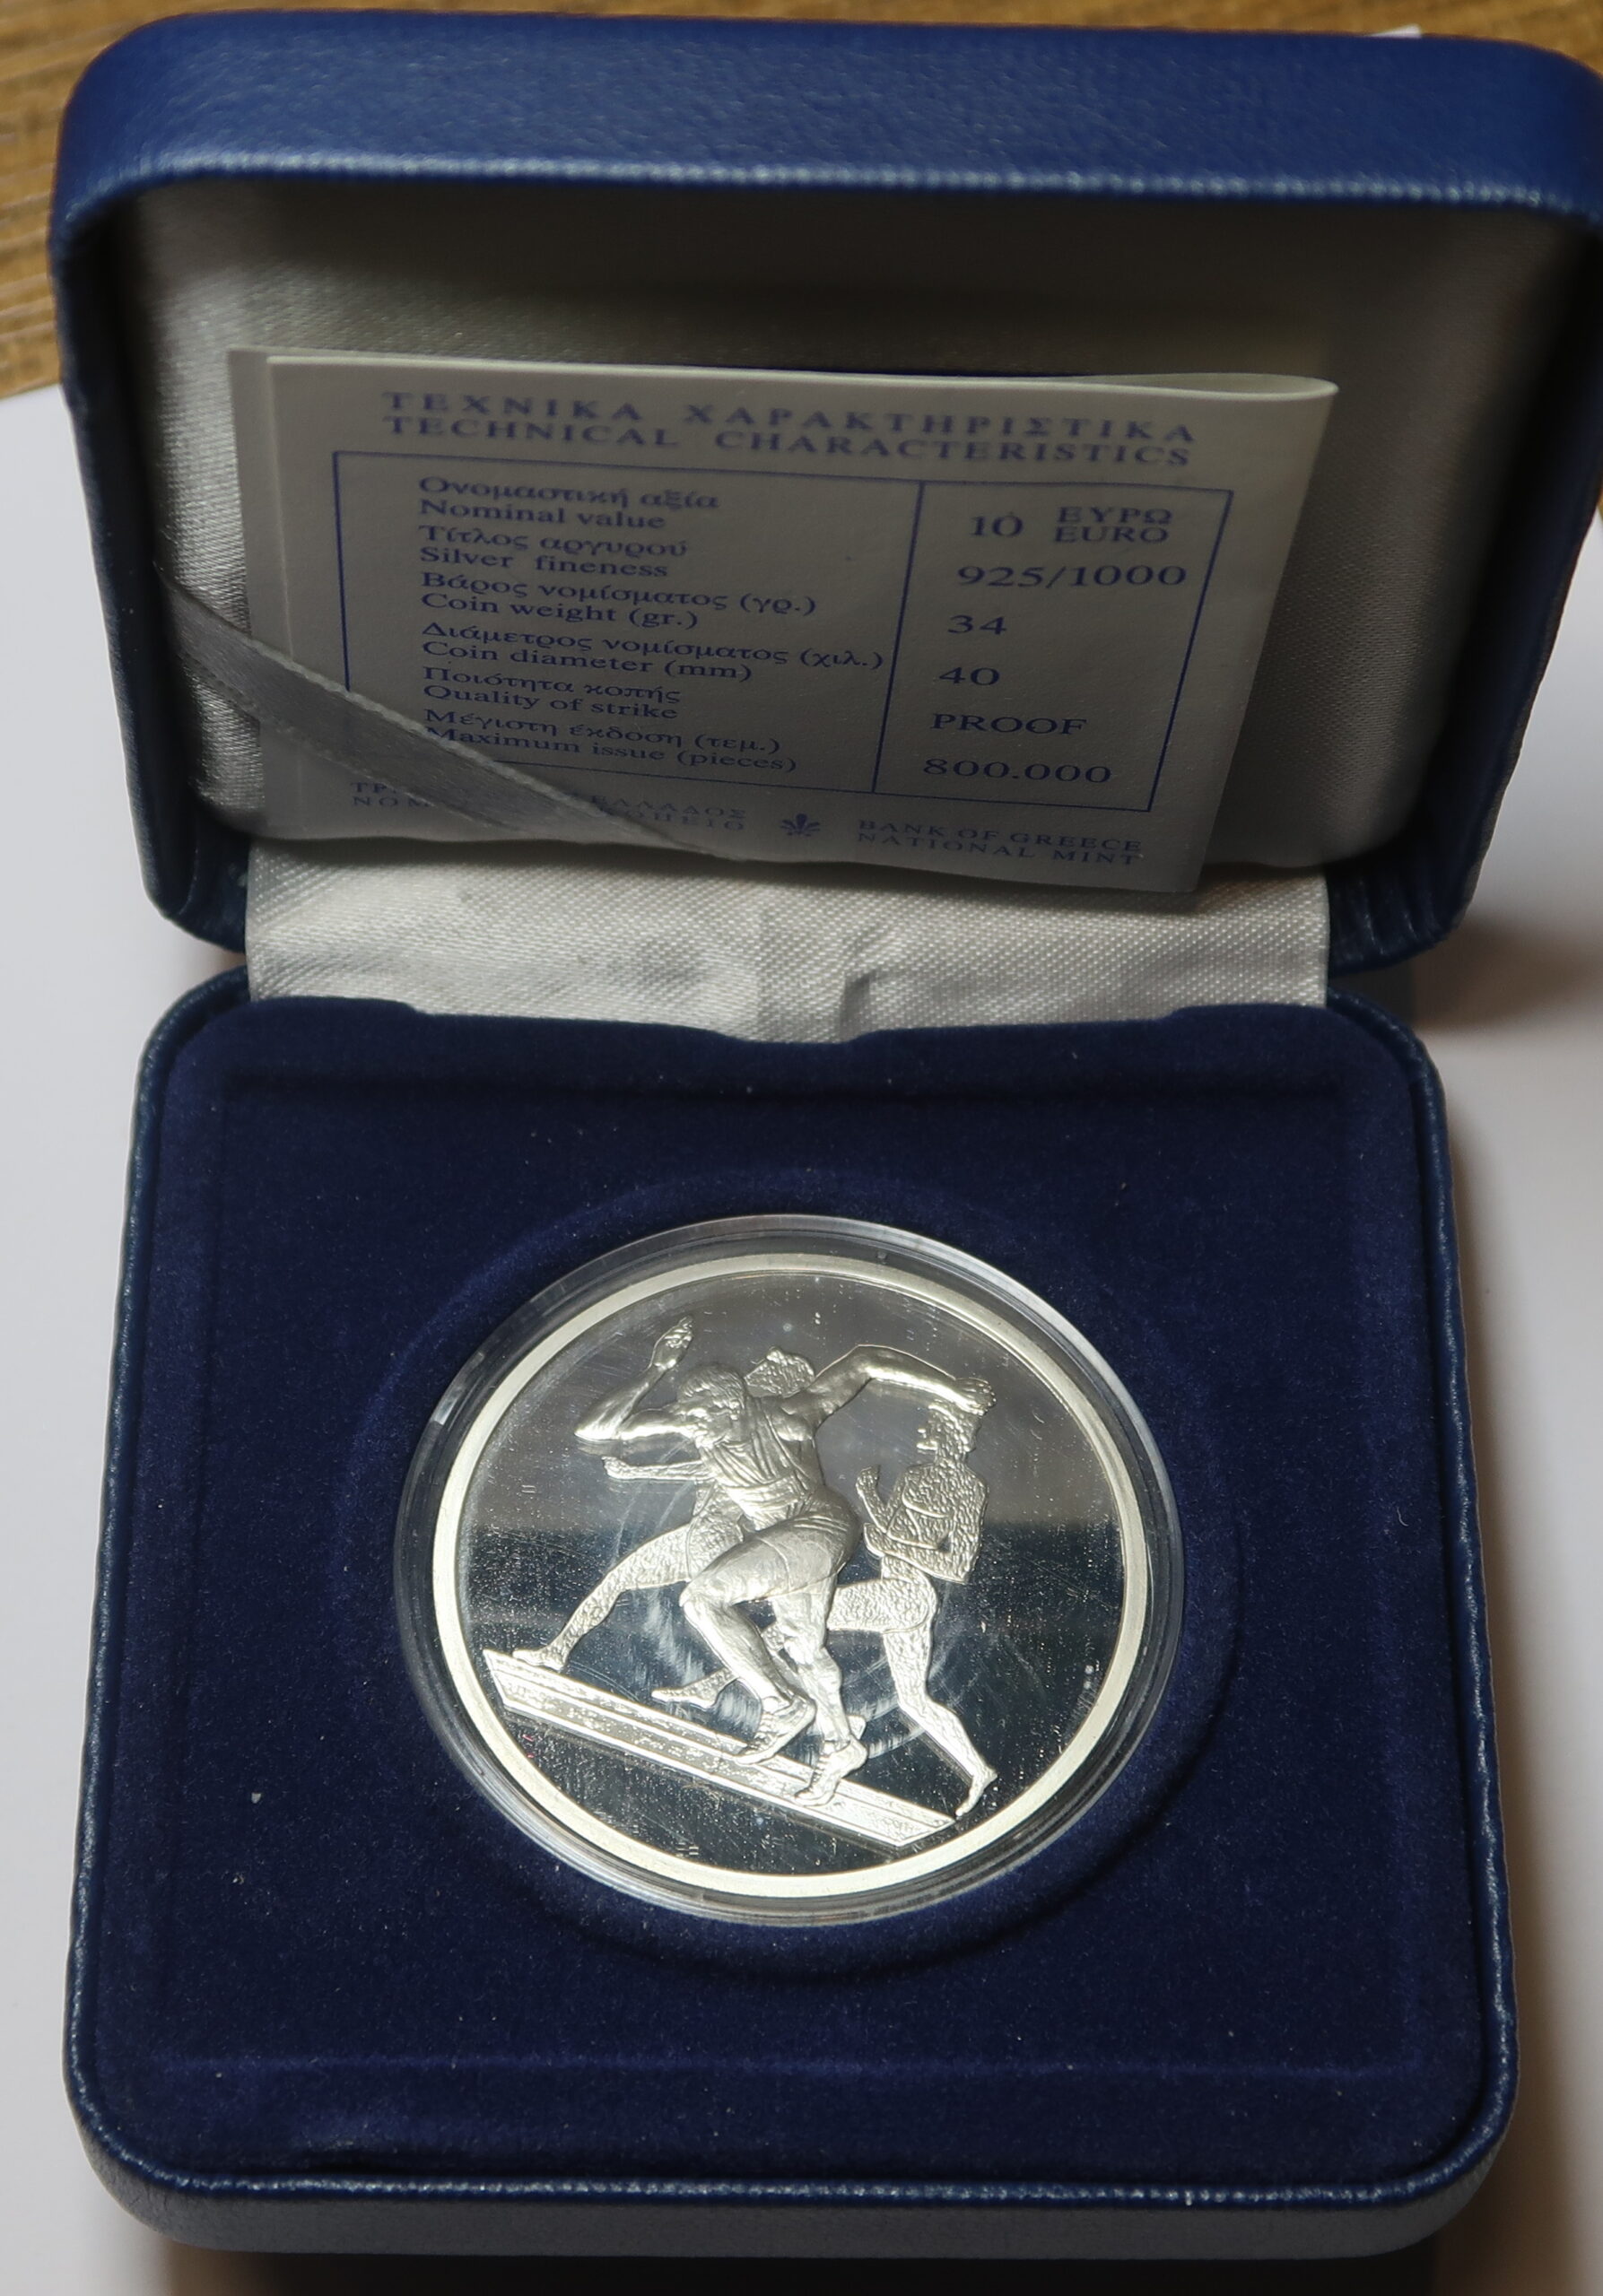 ΤΕΧΝΙΚΑ ΧΑΡΑΚΤΗΡΙΣΤΙΚΑ
TECHNICAL CHARACTERISTICS
Ονομαστική αξία
Nominal value
10 ΕΥΡΩ
EURO
Τίτλος αργυρού
Silver fineness
925/1000
Βάρος νομίσματος (γρ.)
Coin weight (gr.)
34
Διάμετρος νομίσματος (χιλ.)
Coin diameter (mm)
40
Ποιότητα κοπής
Quality of strike
PROOF
Μέγιστη έκδοση (τεμ.)
Maximum issue (pieces)
800.000
ΕΛΛΑΔΟΣ
BANK OF GREECE
NATIONAL MINT